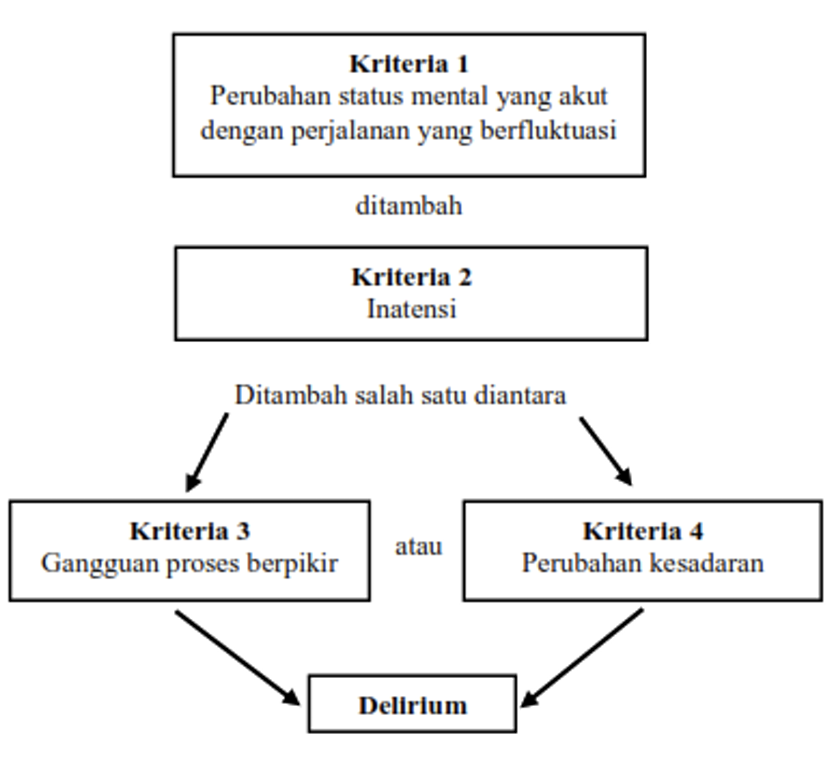 Kriteria 1
Perubahan status mental yang akut
dengan perjalanan yang berfluktuasi
ditambah
Kriteria 2
Inatensi
Ditambah salah satu diantara
Kriteria 3
Gangguan proses berpikir
atau
Kriteria 4
Perubahan kesadaran
Delirium